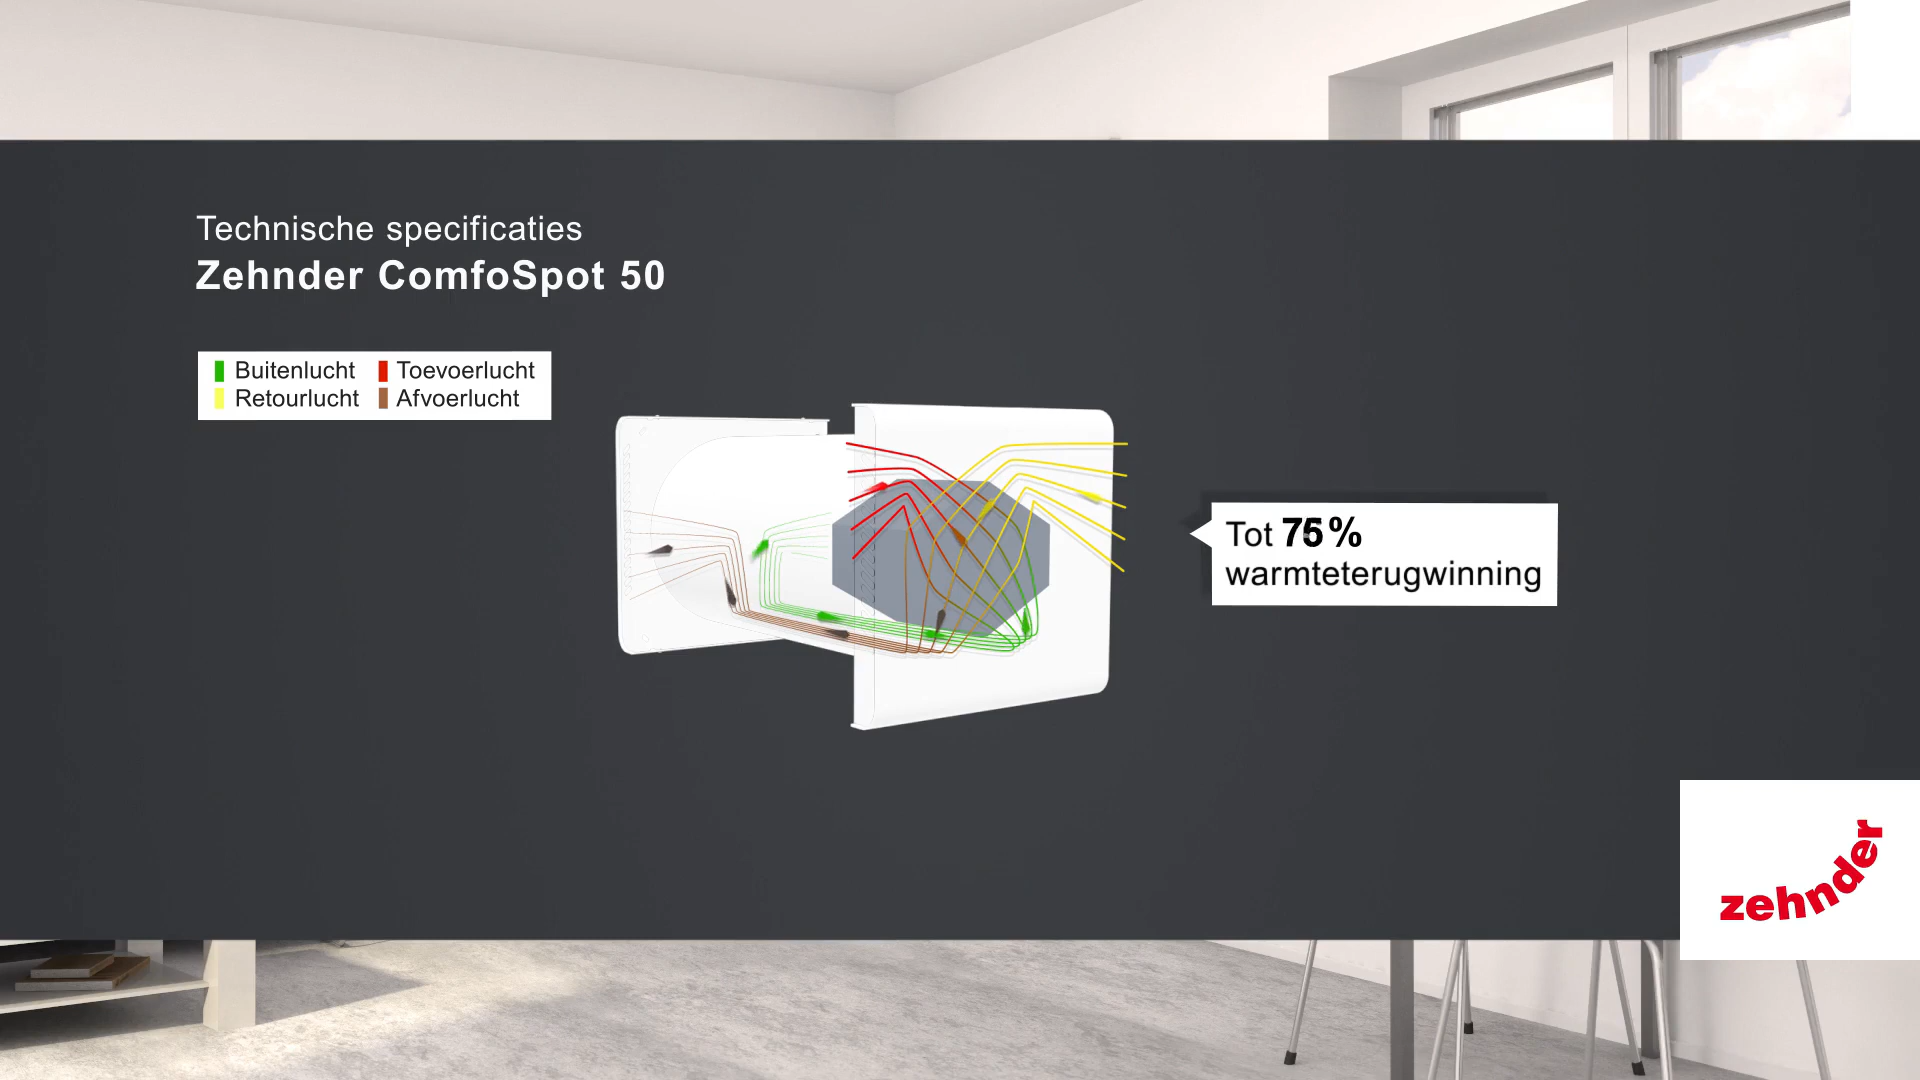 Technische specificaties
Zehnder ComfoSpot 50
Buitenlucht
Toevoerlucht
Retourlucht
Afvoerlucht
Tot 75%
warmteterugwinning
zehnder